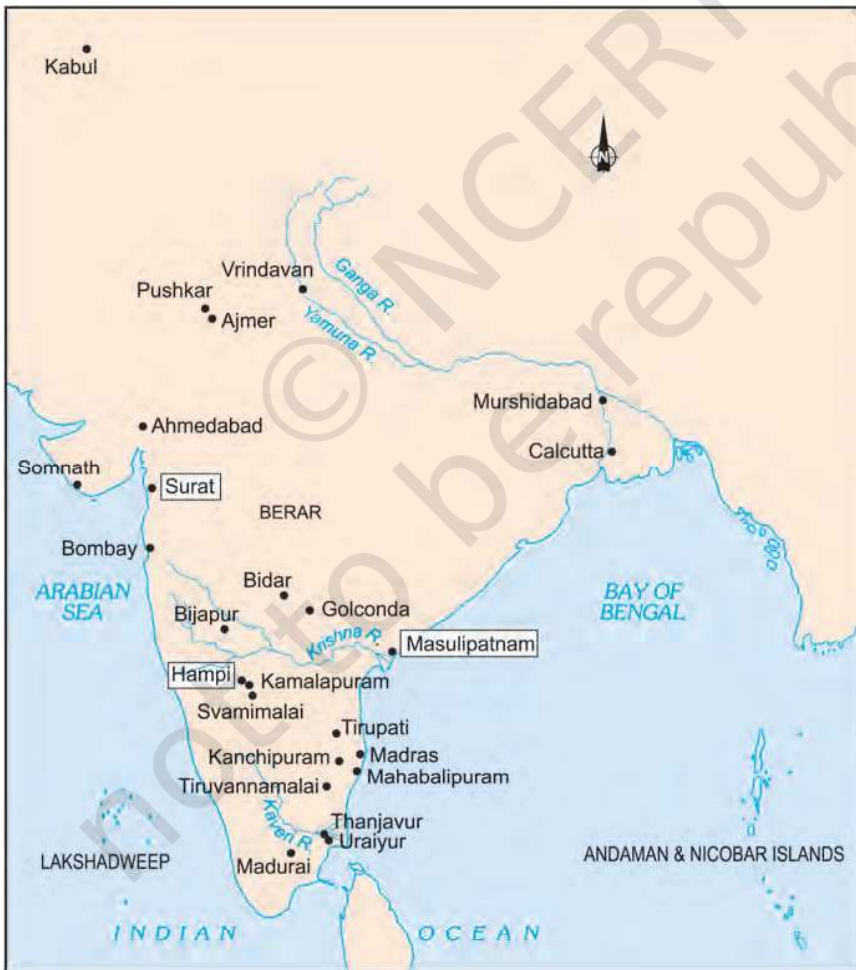 Kabul
N
Vrindavan
Ganga R.
Pushkar
Ajmer
Yamuna R.
Ahmedabad
Murshidabad
Calcutta
Somnath
Surat
BERAR
Bombay
ARABIAN
SEA
Bidar
Golconda
BAY OF
BENGAL
Bijapur
Krishna R.
Masulipatnam
Hampi
Kamalapuram
Svamimalai
Tirupati
Kanchipuram
Madras
Mahabalipuram
Tiruvannamalai
Kaveri R.
Thanjavur
Uraiyur
LAKSHADWEEP
Madurai
ANDAMAN & NICOBAR ISLANDS
INDIAN OCEAN
© NCERT
not to be republ